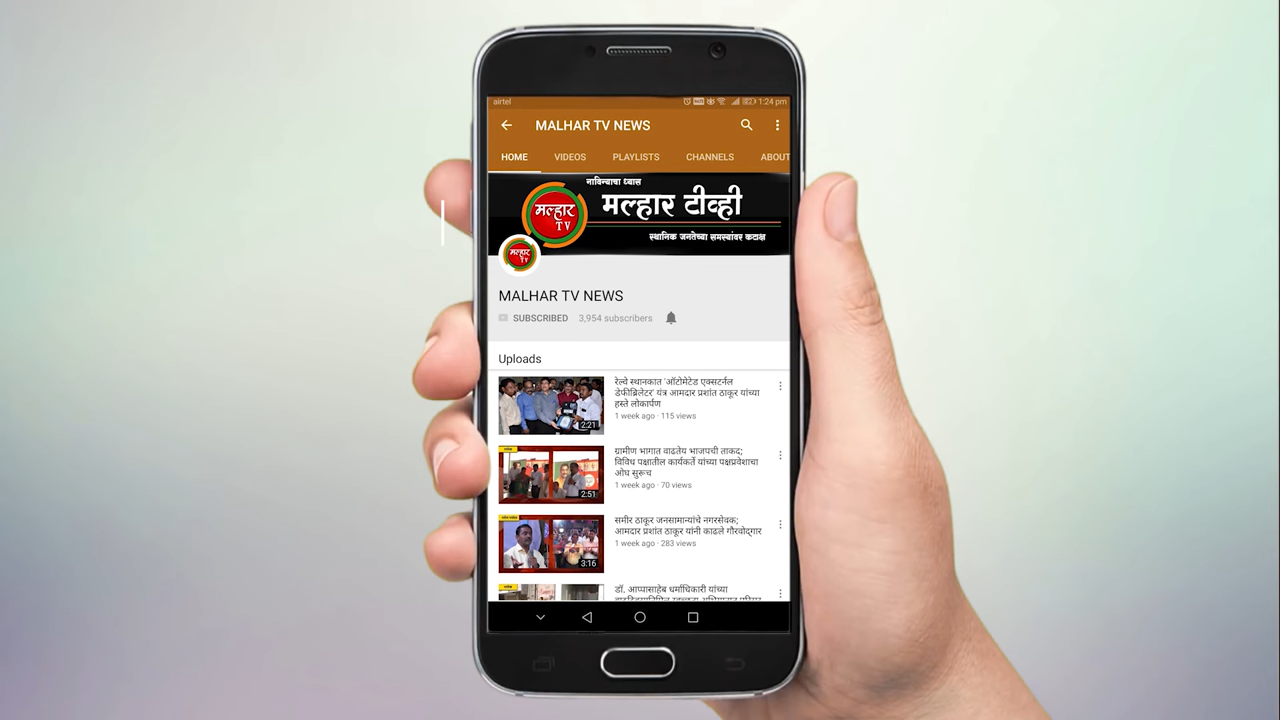 airtel
1:24 pm
MALHAR TV NEWS
HOME VIDEOS PLAYLISTS CHANNELS ABOUT
नाविन्याचा ध्यास
मल्हार टीव्ही
स्थानिक जनतेच्या समस्यांवर कटाक्ष
मल्हार
TV
मल्हार
TV
MALHAR TV NEWS
SUBSCRIBED 3,954 subscribers
Uploads
रेल्वे स्थानकात 'ऑटोमेटेड एक्सटर्नल
डेफीब्रिलेटर' यंत्र आमदार प्रशांत ठाकूर यांच्या
हस्ते लोकार्पण
1 week ago · 115 views
2:21
ग्रामीण भागात वाढतेय भाजपची ताकद;
विविध पक्षातील कार्यकर्ते यांच्या पक्षप्रवेशाचा
ओघ सुरूच
1 week ago · 70 views
2:51
समीर ठाकूर जनसामान्यांचे नगरसेवक;
आमदार प्रशांत ठाकूर यांनी काढले गौरवोद्गार
1 week ago · 283 views
3:16
डॉ. आप्पासाहेब धर्माधिकारी यांच्या